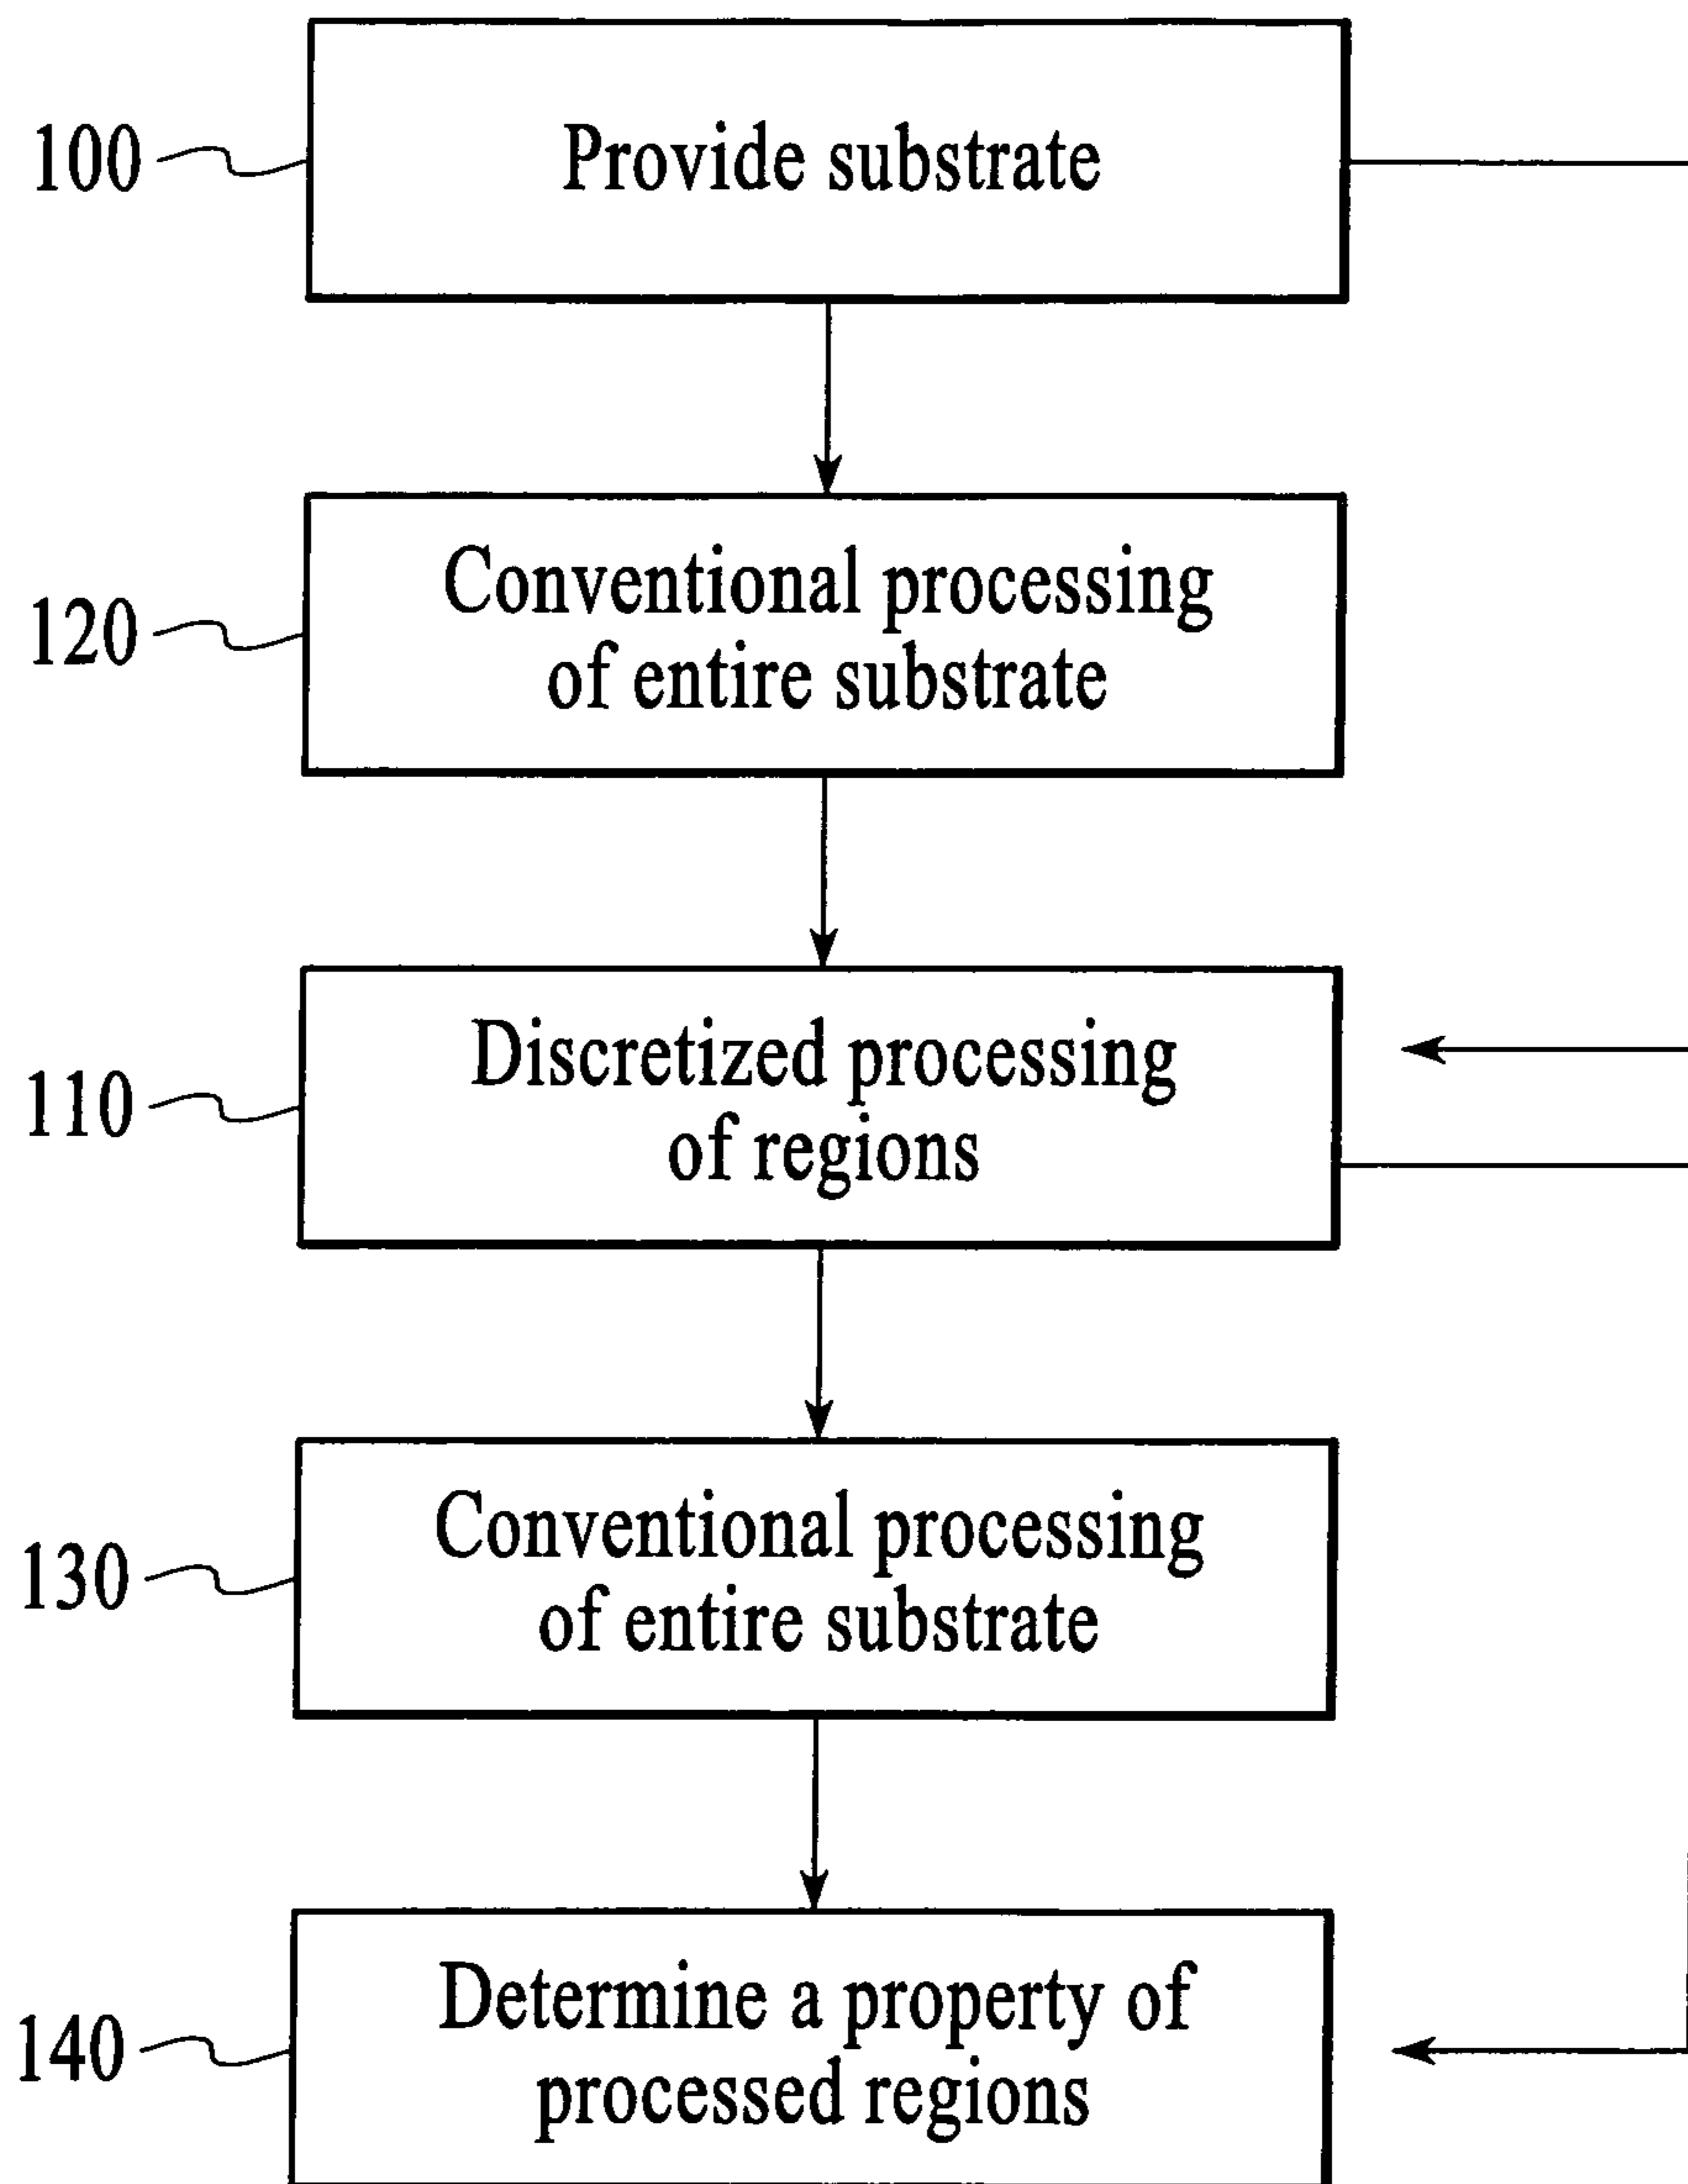 100
Provide substrate
120
Conventional processing
of entire substrate
110
Discretized processing
of regions
130
Conventional processing
of entire substrate
140
Determine a property of
processed regions